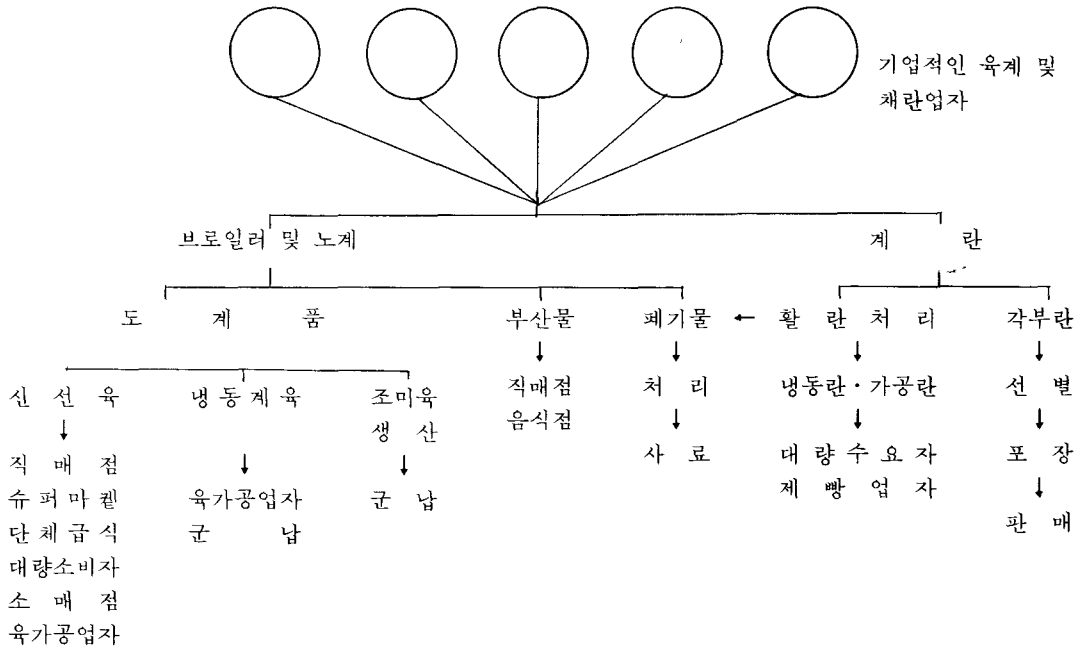 기업적인 육계 및
채란업자
브로일러 및 노계
계 란
도 계 품
부산물
폐기물 ← 활 란 처 리
각부란
신 선 육
↓
직 매 점
슈 퍼 마 켙
단 체 급 식
대량소비자
소 매 점
육가공업자
냉 동 계 육
↓
육가공업자
군 납
조미육
생 산
↓
군 납
↓
직매점
음식점
↓
처 리
↓
사 료
↓
냉동란·가공란
↓
대 량 수 요 자
제 빵 업 자
↓
선 별
↓
포 장
↓
판 매